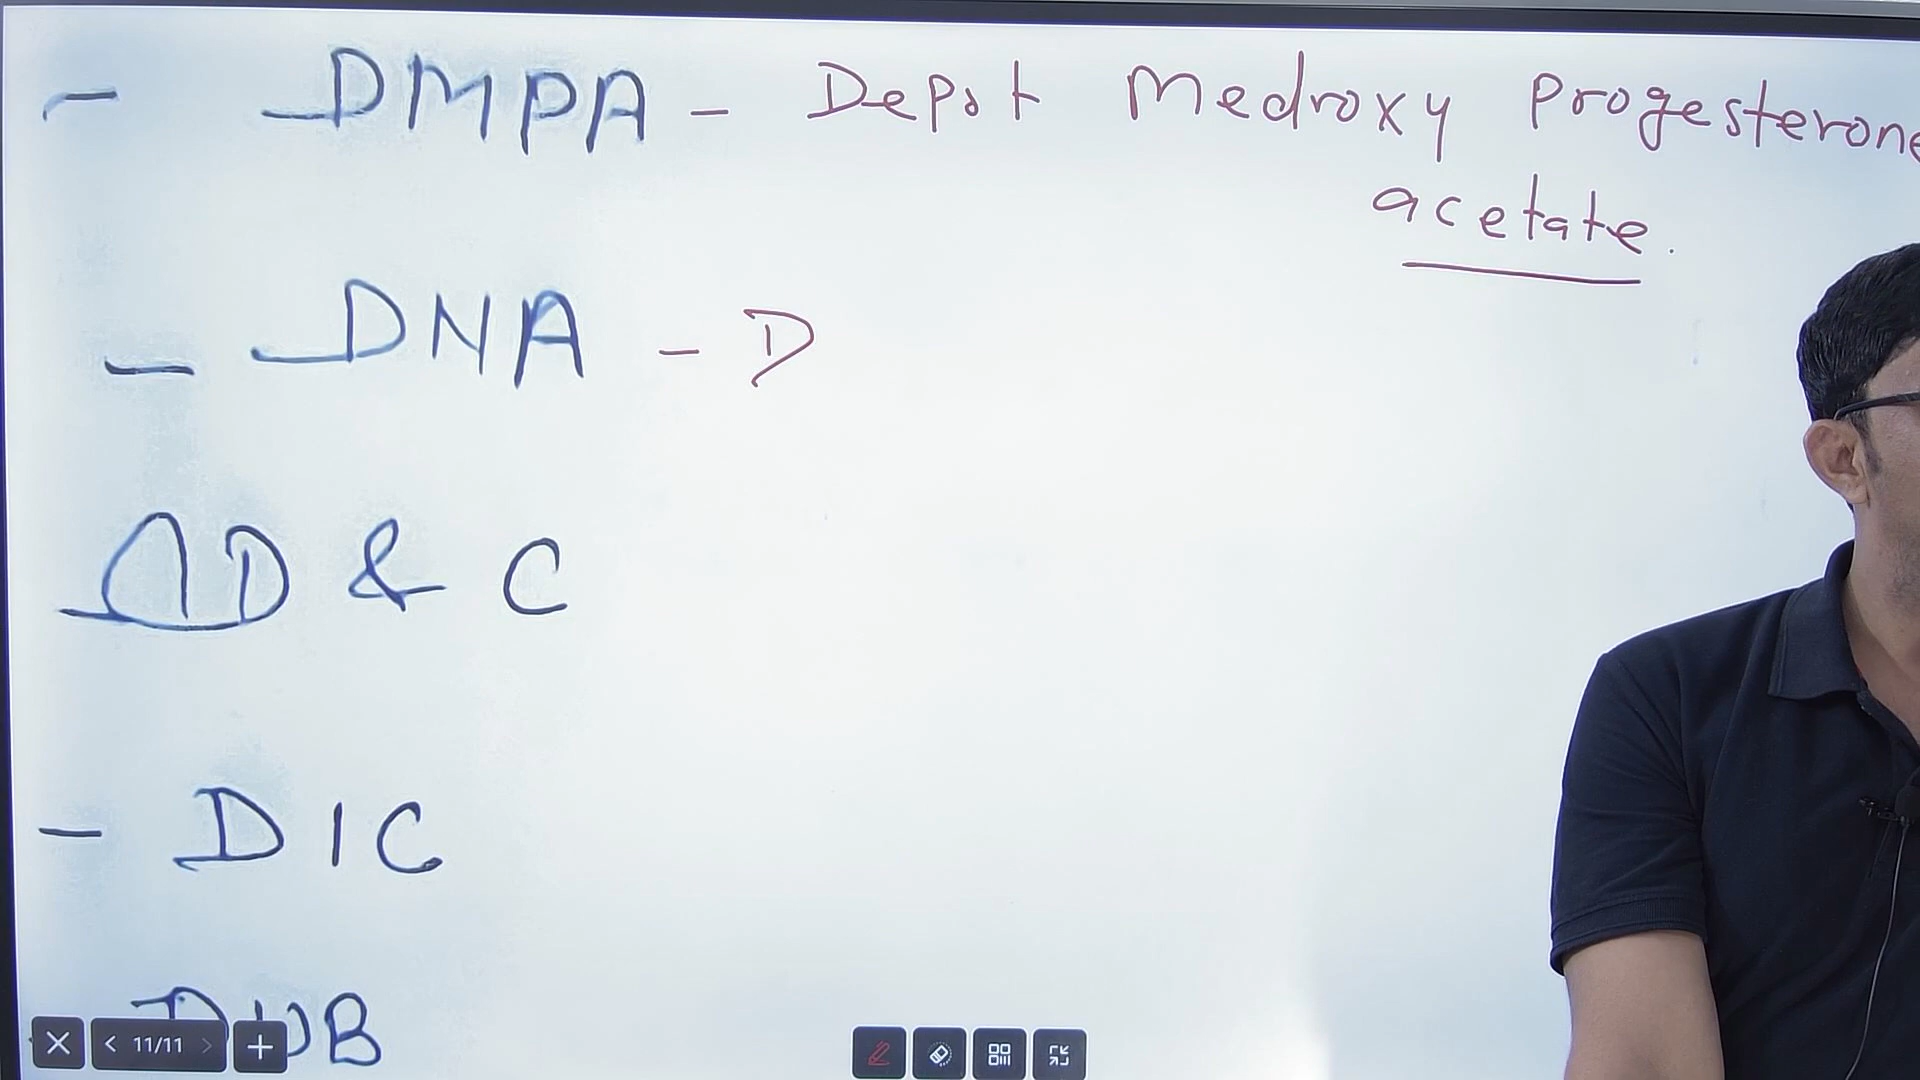 - DMPA - Depot Medroxy Progesterone
acetate.
- DNA - D
D & C
- DIC
DUB
11/11